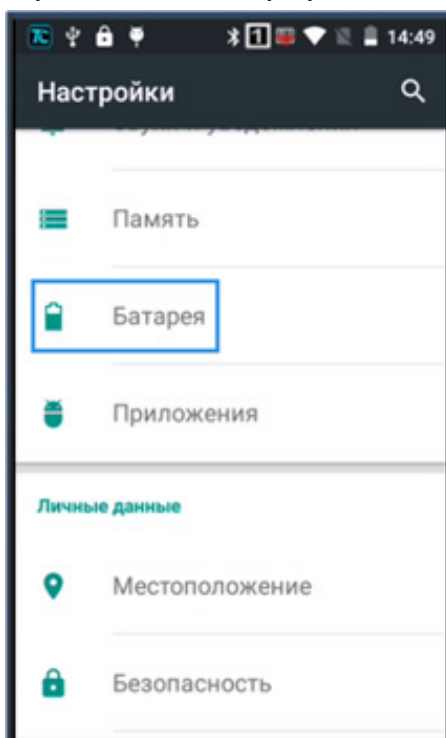 14:49
Настройки
Память
Батарея
Приложения
Личные данные
Местоположение
Безопасность